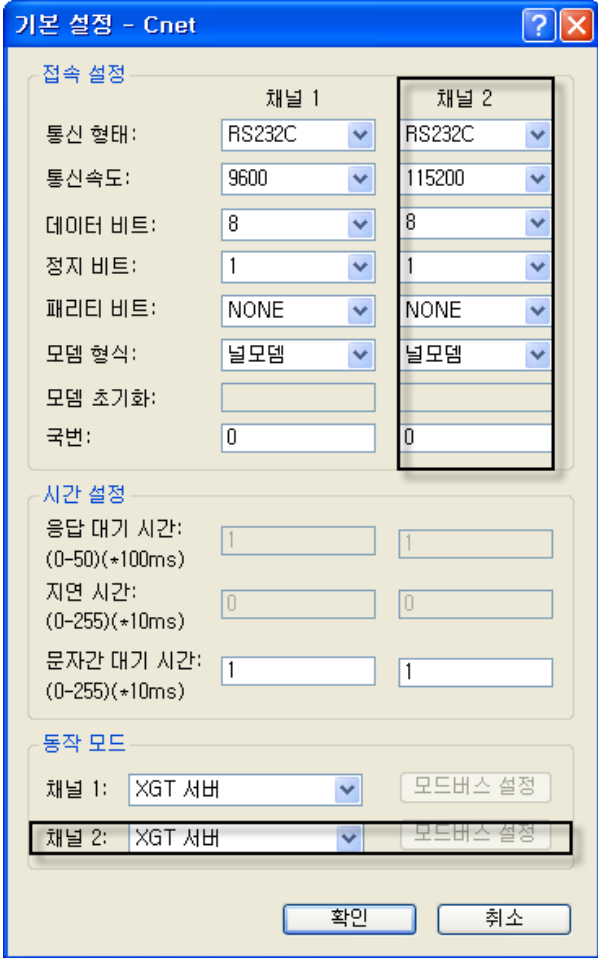 기본 설정 - Cnet
접속 설정
채널 1 채널 2
통신 형태: RS232C RS232C
통신속도: 9600 115200
데이터 비트: 8 8
정지 비트: 1 1
패리티 비트: NONE NONE
모뎀 형식: 널모뎀 널모뎀
모뎀 초기화:
국번: 0 0
시간 설정
응답 대기 시간: 1 1
(0-50)(*100ms)
지연 시간: 0 0
(0-255)(*10ms)
문자간 대기 시간: 1 1
(0-255)(*10ms)
동작 모드
채널 1: XGT 서버 모드버스 설정
채널 2: XGT 서버 모드버스 설정
확인 취소